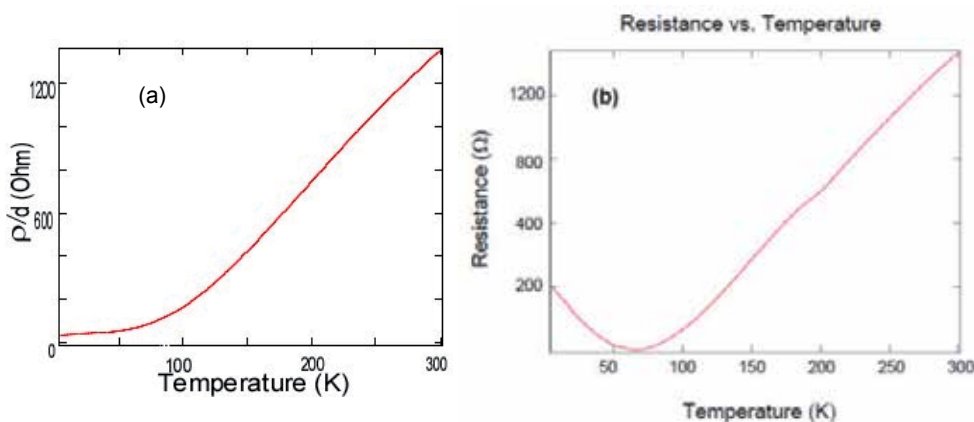 (a)
1200
600
0
ρ/d (Ohm)
100
200
300
Temperature (K)
Resistance vs. Temperature
(b)
1200
800
400
200
Resistance (Ω)
50
100
150
200
250
300
Temperature (K)